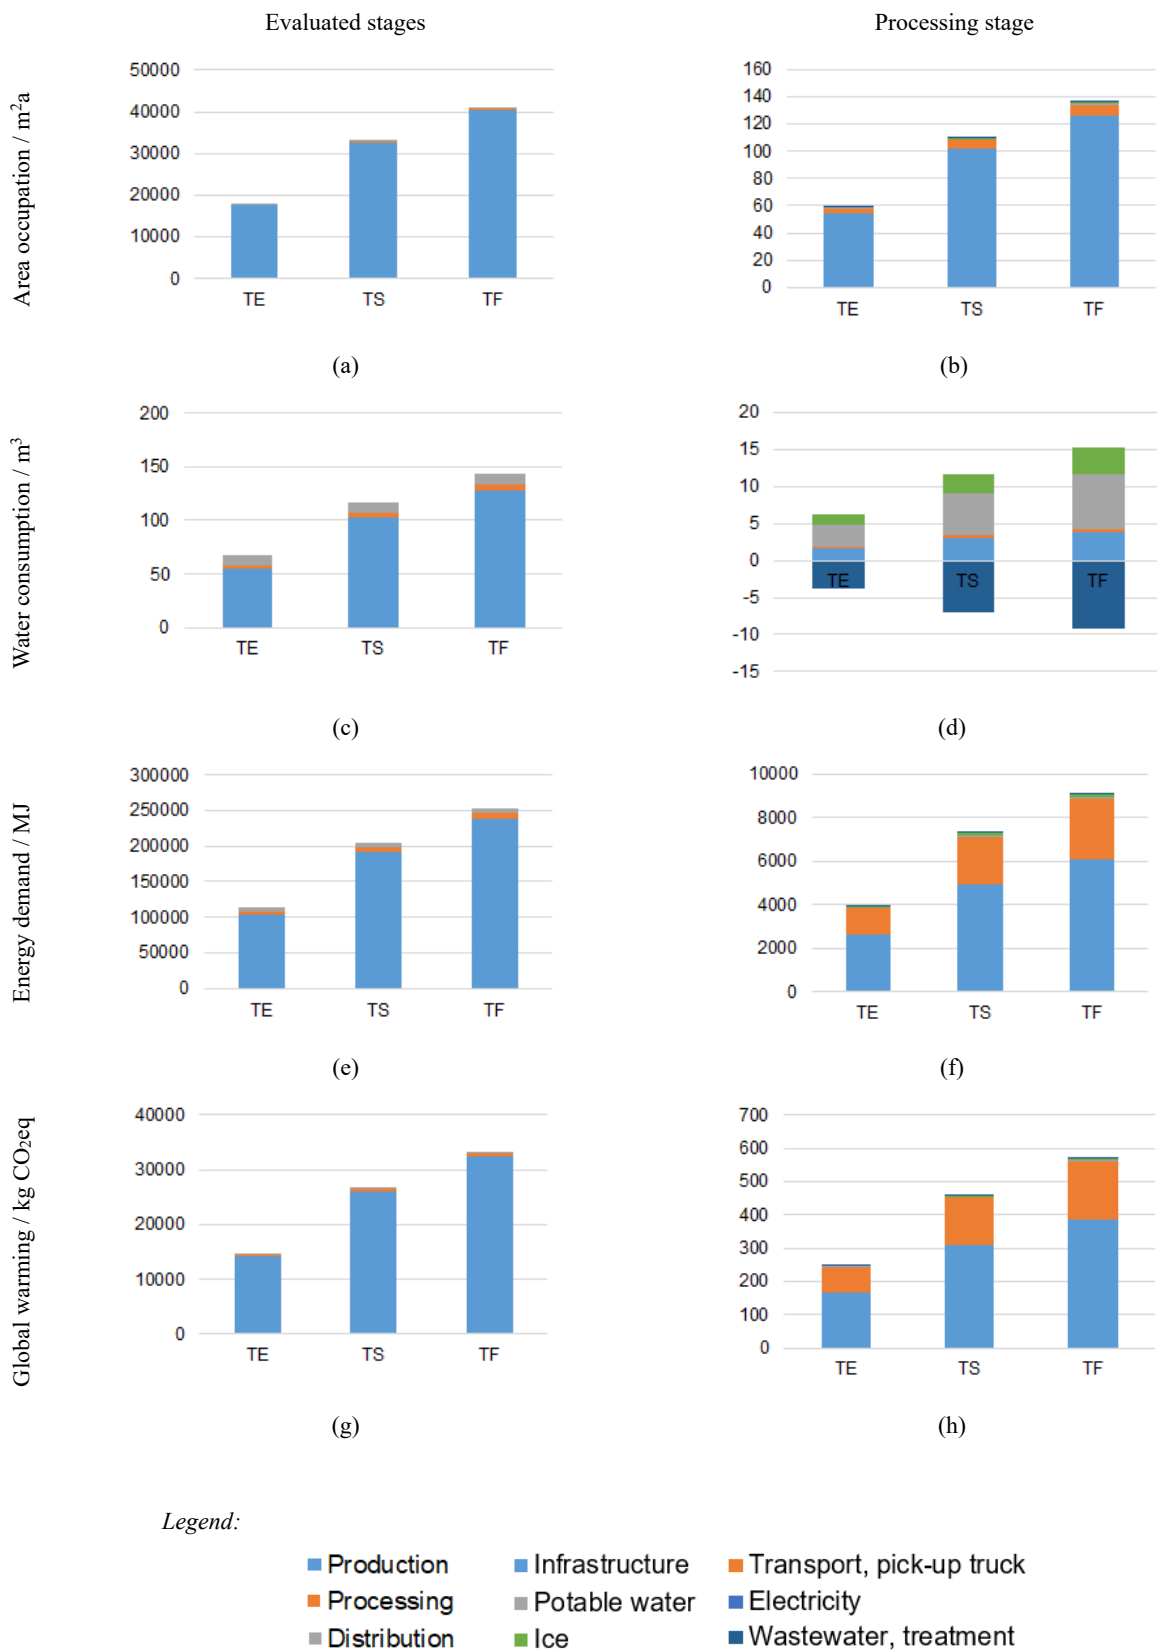 Evaluated stages
Processing stage
Area occupation / m²a
50000
40000
30000
20000
10000
0
TE TS TF
(a)
160
140
120
100
80
60
40
20
0
TE TS TF
(b)
Water consumption / m³
200
150
100
50
0
TE TS TF
(c)
20
15
10
5
0
-5
-10
-15
TE TS TF
(d)
Energy demand / MJ
300000
250000
200000
150000
100000
50000
0
TE TS TF
(e)
10000
8000
6000
4000
2000
0
TE TS TF
(f)
Global warming / kg CO₂eq
40000
30000
20000
10000
0
TE TS TF
(g)
700
600
500
400
300
200
100
0
TE TS TF
(h)
Legend:
Production Infrastructure Transport, pick-up truck
Processing Potable water Electricity
Distribution Ice Wastewater, treatment